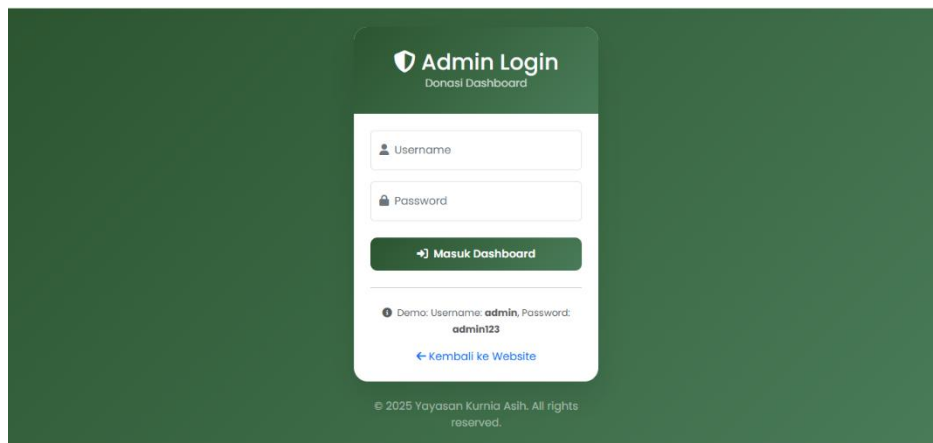 Admin Login
Donasi Dashboard
Username
Password
Masuk Dashboard
Demo: Username: admin, Password:
admin123
Kembali ke Website
© 2025 Yayasan Kurnia Asih. All rights
reserved.